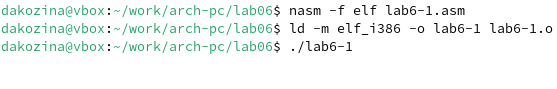 dakozina@vbox:~/work/arch-pc/lab06$ nasm -f elf lab6-1.asm
dakozina@vbox:~/work/arch-pc/lab06$ ld -m elf_i386 -o lab6-1 lab6-1.o
dakozina@vbox:~/work/arch-pc/lab06$ ./lab6-1